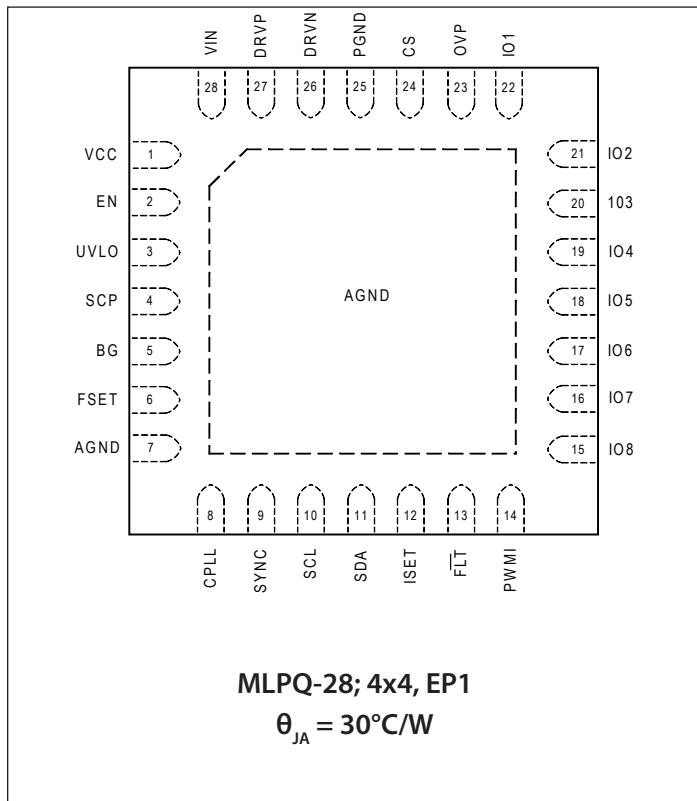 VIN DRVP DRVN PGND CS OVP IO1
28 27 26 25 24 23 22
VCC 1
EN 2
UVLO 3
SCP 4
BG 5
FSET 6
AGND 7
AGND
21 IO2
20 103
19 IO4
18 IO5
17 IO6
16 IO7
15 IO8
8 9 10 11 12 13 14
CPLL SYNC SCL SDA ISET FLT PWMI
MLPQ-28; 4x4, EP1
θJA = 30°C/W